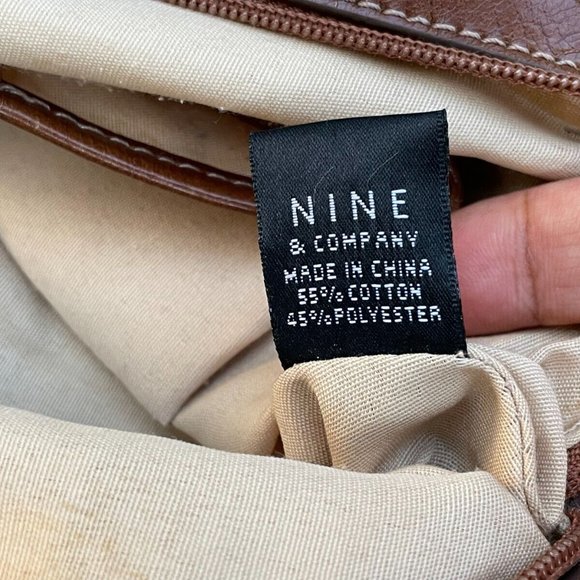 NINE
& COMPANY
MADE IN CHINA
55% COTTON
45% POLYESTER